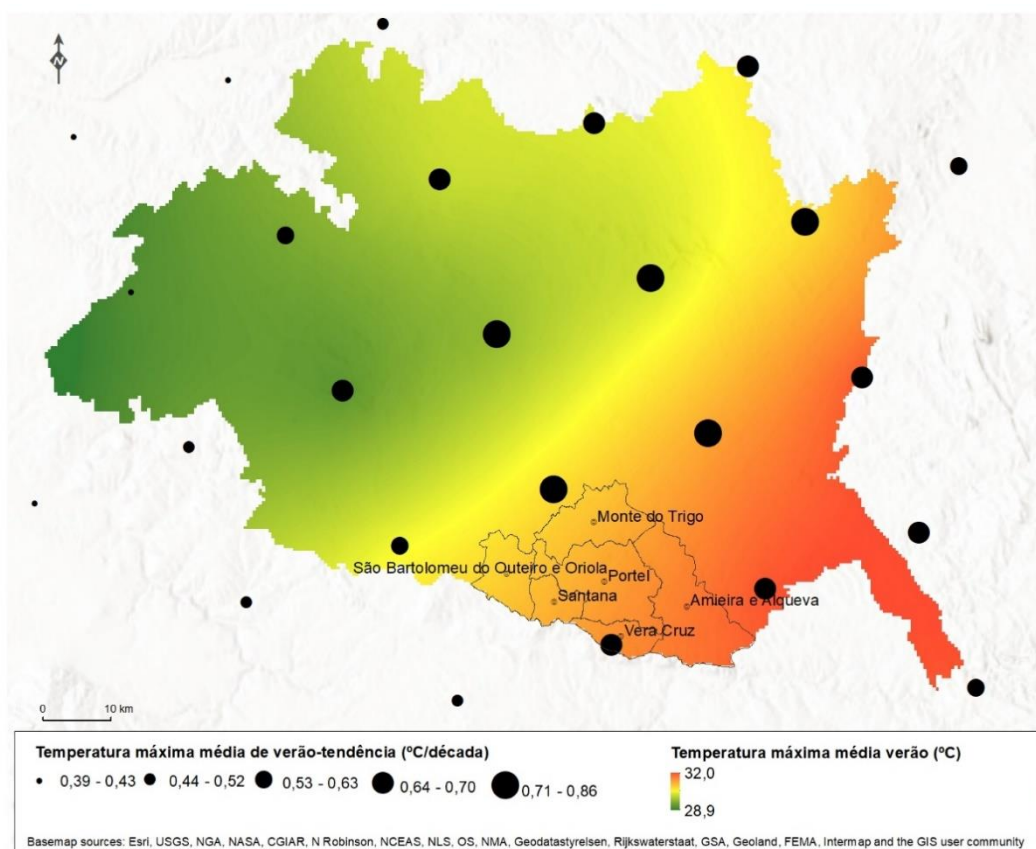 N
Monte do Trigo
São Bartolomeu do Outeiro e Oriola
Portel
Santana
Amieira e Alqueva
Vera Cruz
0 10 km
Temperatura máxima média de verão-tendência (ºC/década)
0,39 - 0,43 0,44 - 0,52 0,53 - 0,63 0,64 - 0,70 0,71 - 0,86
Temperatura máxima média verão (ºC)
32,0
28,9
Basemap sources: Esri, USGS, NGA, NASA, CGIAR, N Robinson, NCEAS, NLS, OS, NMA, Geodatastyrelsen, Rijkswaterstaat, GSA, Geoland, FEMA, Intermap and the GIS user community